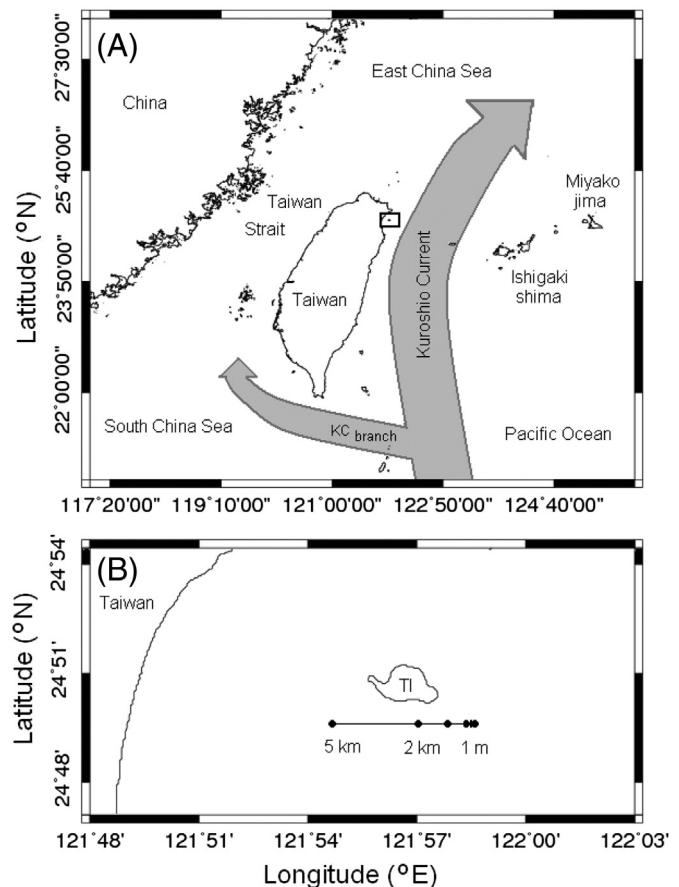 (A)
East China Sea
China
Taiwan
Strait
Miyako
jima
Kuroshio Current
Ishigaki
shima
Taiwan
South China Sea
KC branch
Pacific Ocean
Latitude (°N)
27˚30'00"
25˚40'00"
23˚50'00"
22˚00'00"
117˚20'00" 119˚10'00" 121˚00'00" 122˚50'00" 124˚40'00"
(B)
Taiwan
TI
5 km 2 km 1 m
Latitude (°N)
24˚54'
24˚51'
24˚48'
121˚48' 121˚51' 121˚54' 121˚57' 122˚00' 122˚03'
Longitude (°E)